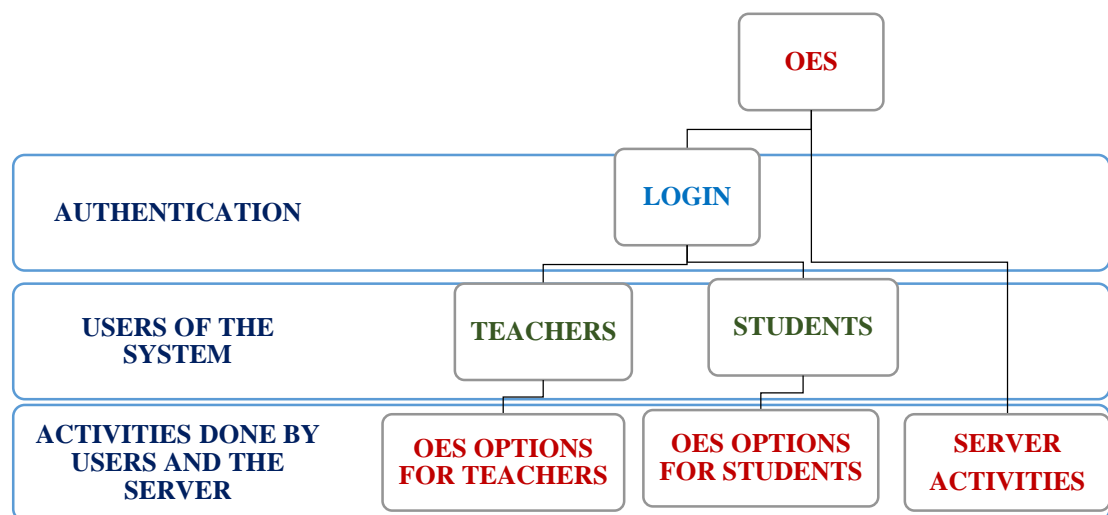 OES
AUTHENTICATION
LOGIN
USERS OF THE
SYSTEM
TEACHERS
STUDENTS
ACTIVITIES DONE BY
USERS AND THE
SERVER
OES OPTIONS
FOR TEACHERS
OES OPTIONS
FOR STUDENTS
SERVER
ACTIVITIES